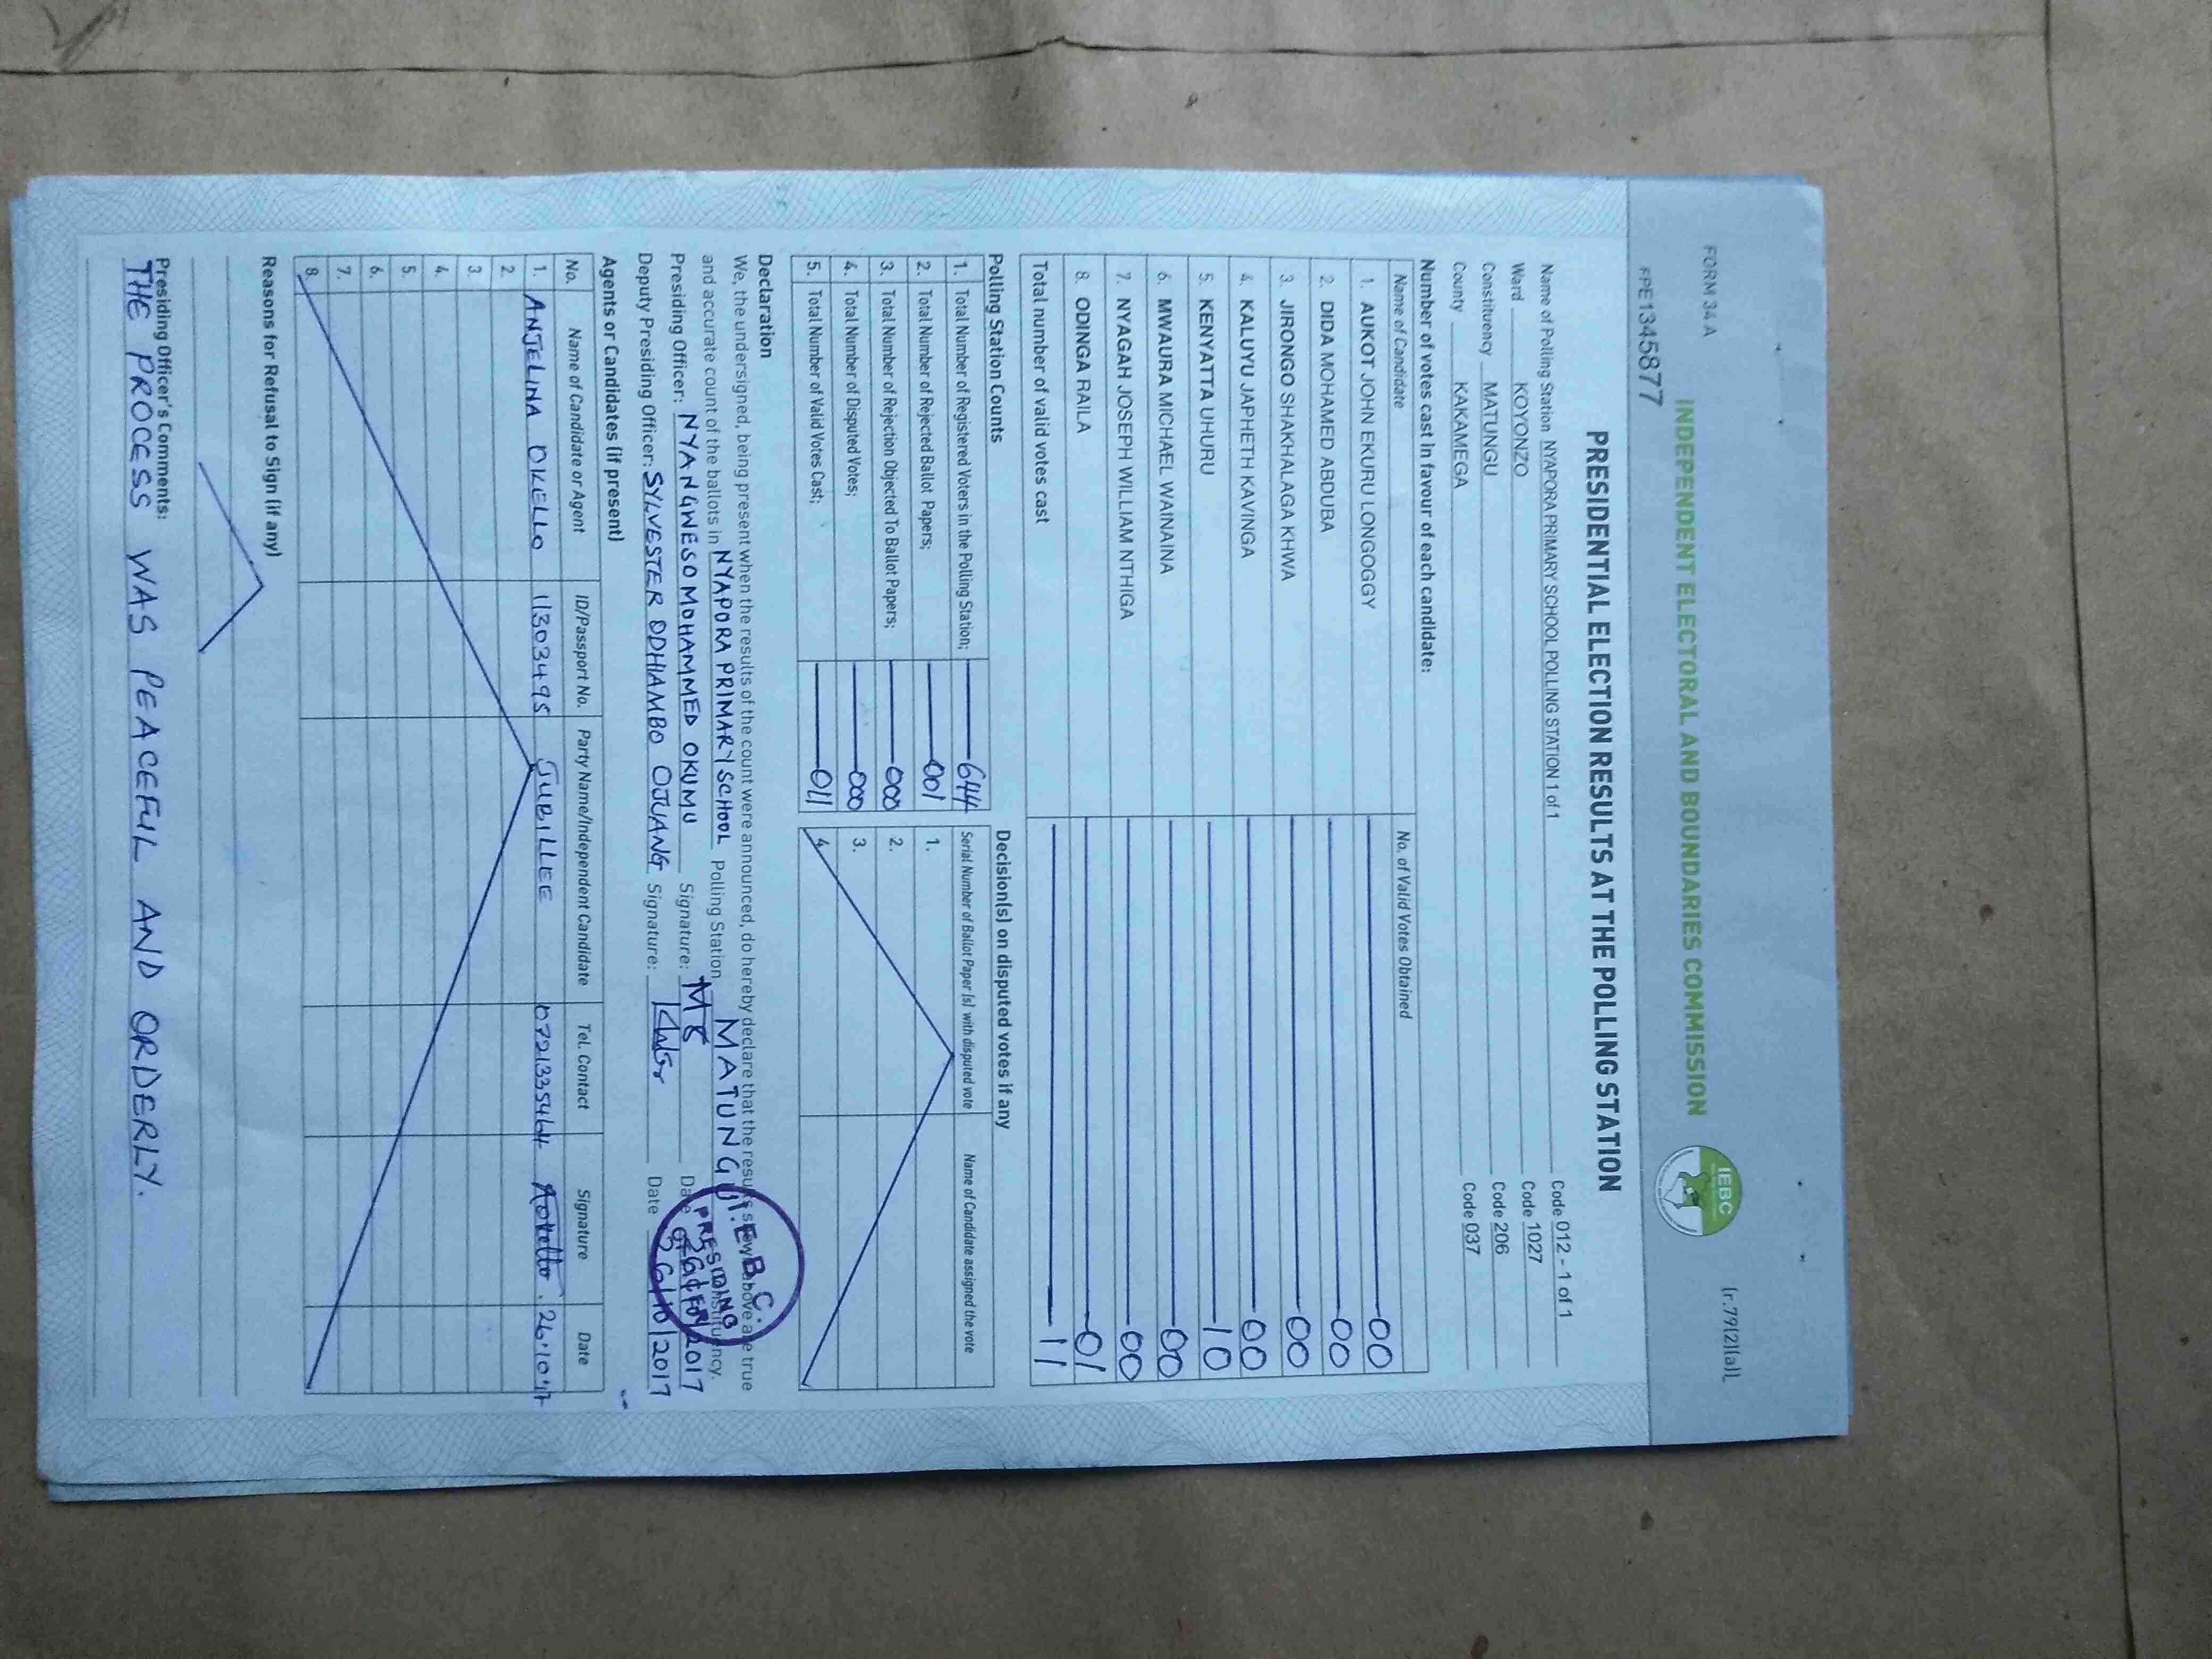 FORM 34 A
(r.79(2)(a))
INDEPENDENT ELECTORAL AND BOUNDARIES COMMISSION
IEBC
PRESIDENTIAL ELECTION RESULTS AT THE POLLING STATION
Name of Polling Station NYAPORA PRIMARY SCHOOL POLLING STATION 1 of 1 Code 012 - 1 of 1
Ward KOYONZO Code 1027
Constituency MATUNGU Code 206
County KAKAMEGA Code 037
Number of votes cast in favour of each candidate:
Name of Candidate No. of Valid Votes Obtained
1. AUKOT JOHN EKURU LONGOGGY 00
2. DIDA MOHAMED ABDUBA 00
3. JIRONGO SHAKHALAGA KHWA 00
4. KALUYU JAPHETH KAVINGA 00
5. KENYATTA UHURU 10
6. MWAURA MICHAEL WAINAINA 00
7. NYAGAH JOSEPH WILLIAM NTHIGA 00
8. ODINGA RAILA 01
Total number of valid votes cast 11
Polling Station Counts
1. Total Number of Registered Voters in the Polling Station; 644
2. Total Number of Rejected Ballot Papers; 001
3. Total Number of Rejection Objected To Ballot Papers; 000
4. Total Number of Disputed Votes; 000
5. Total Number of Valid Votes Cast; 011
Decision(s) on disputed votes if any
Serial Number of Ballot Paper (s) with disputed vote Name of Candidate assigned the vote
1.
2.
3.
4.
Declaration
We, the undersigned, being present when the results of the count were announced, do hereby declare that the results shown above are true
and accurate count of the ballots in NYAPORA PRIMARY SCHOOL Polling Station MATUNGU Constituency.
Presiding Officer: NYANGWESO MOHAMMED OKUMU Signature: Date 26/10/2017
Deputy Presiding Officer: SYLVESTER ODHIAMBO OJUANG Signature: Date 26/10/2017
I.E.B.C.
PRESIDING
OFFICER
Agents or Candidates (if present)
No. Name of Candidate or Agent ID/Passport No. Party Name/Independent Candidate Tel. Contact Signature Date
1. ANJELINA OKELLO 11303495 JUBILLEE 0721335464 26.10.17
2.
3.
4.
5.
6.
7.
8.
Reasons for Refusal to Sign (if any)
Presiding Officer's Comments:
THE PROCESS WAS PEACEFUL AND ORDERLY.